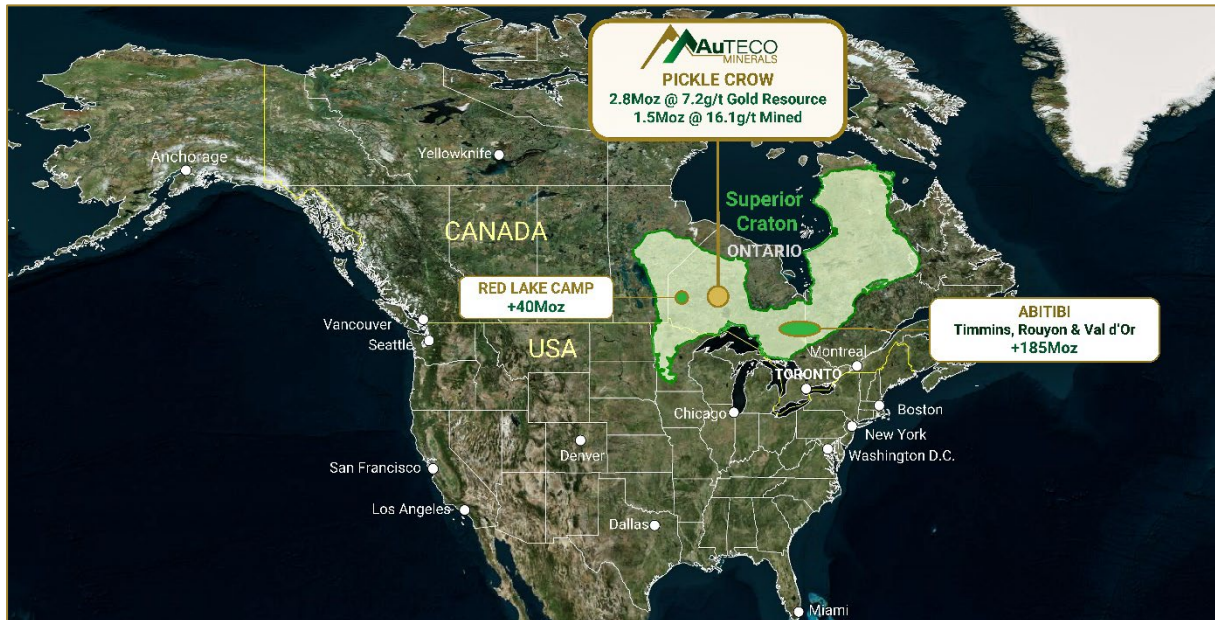 AuTECO
MINERALS
PICKLE CROW
2.8Moz @ 7.2g/t Gold Resource
1.5Moz @ 16.1g/t Mined
Anchorage
Yellowknife
Superior
Craton
CANADA
ONTARIO
RED LAKE CAMP
+40Moz
ABITIBI
Timmins, Rouyon & Val d'Or
+185Moz
Vancouver
Seattle
USA
Montreal
TORONTO
Chicago
Boston
New York
Washington D.C.
Denver
San Francisco
Los Angeles
Dallas
Miami